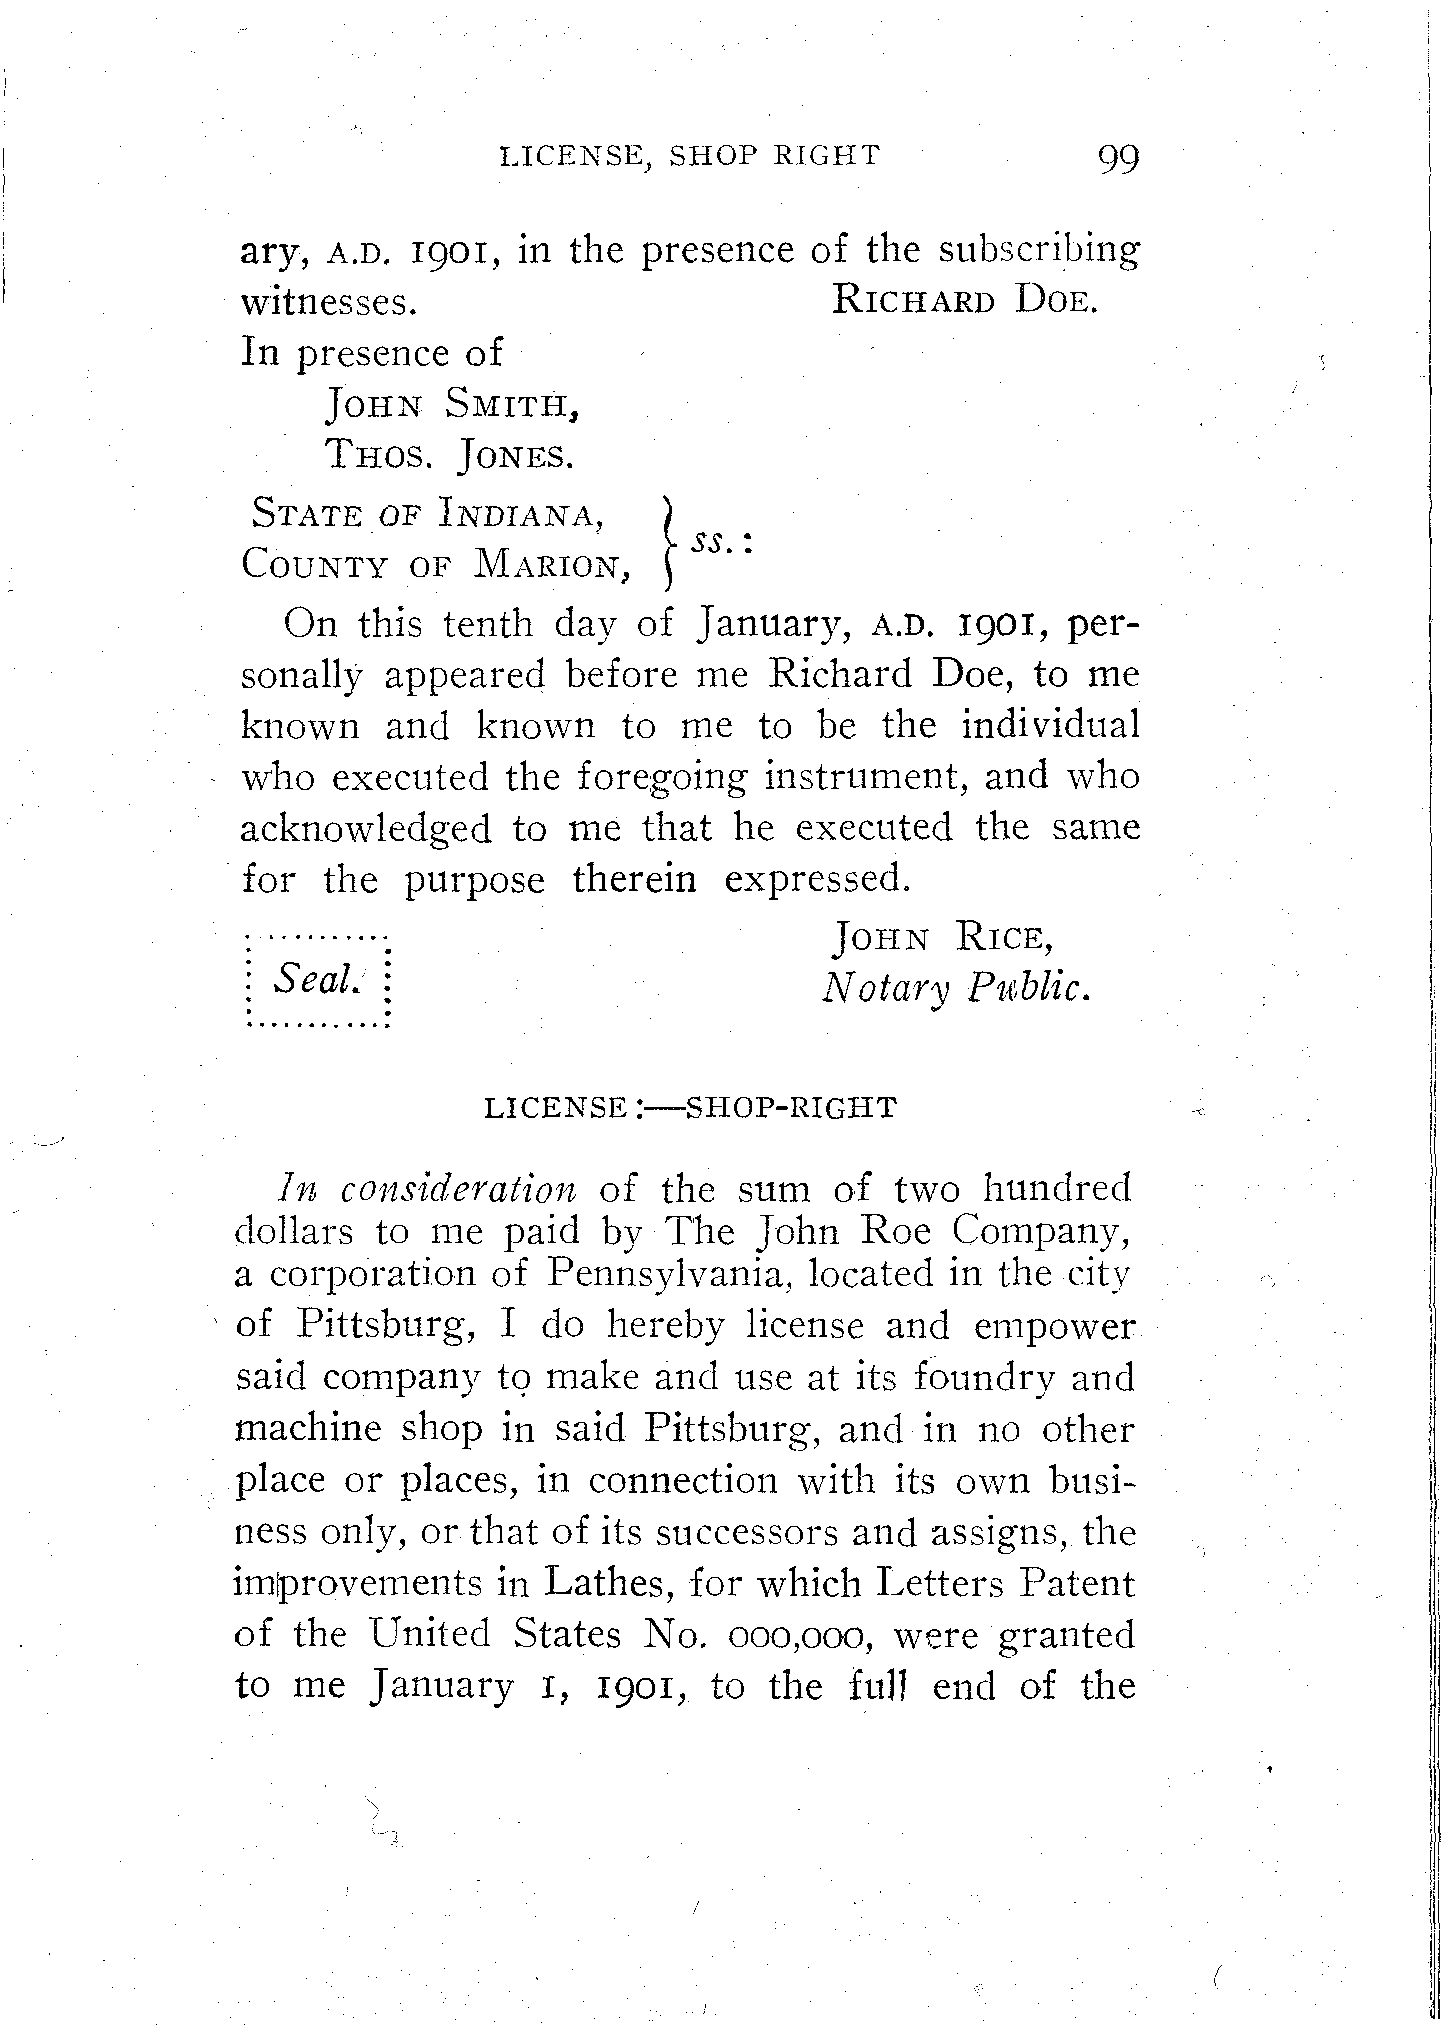 LICENSE, SHOP RIGHT 99
ary, A.D. 1901, in the presence of the subscribing
witnesses. RICHARD DOE.
In presence of
JOHN SMITH,
THOS. JONES.
STATE OF INDIANA,
COUNTY OF MARION, } ss.:
On this tenth day of January, A.D. 1901, per-
sonally appeared before me Richard Doe, to me
known and known to me to be the individual
who executed the foregoing instrument, and who
acknowledged to me that he executed the same
for the purpose therein expressed.
JOHN RICE,
Seal. Notary Public.
LICENSE:—SHOP-RIGHT
In consideration of the sum of two hundred
dollars to me paid by The John Roe Company,
a corporation of Pennsylvania, located in the city
of Pittsburg, I do hereby license and empower
said company to make and use at its foundry and
machine shop in said Pittsburg, and in no other
place or places, in connection with its own busi-
ness only, or that of its successors and assigns, the
improvements in Lathes, for which Letters Patent
of the United States No. 000,000, were granted
to me January 1, 1901, to the full end of the